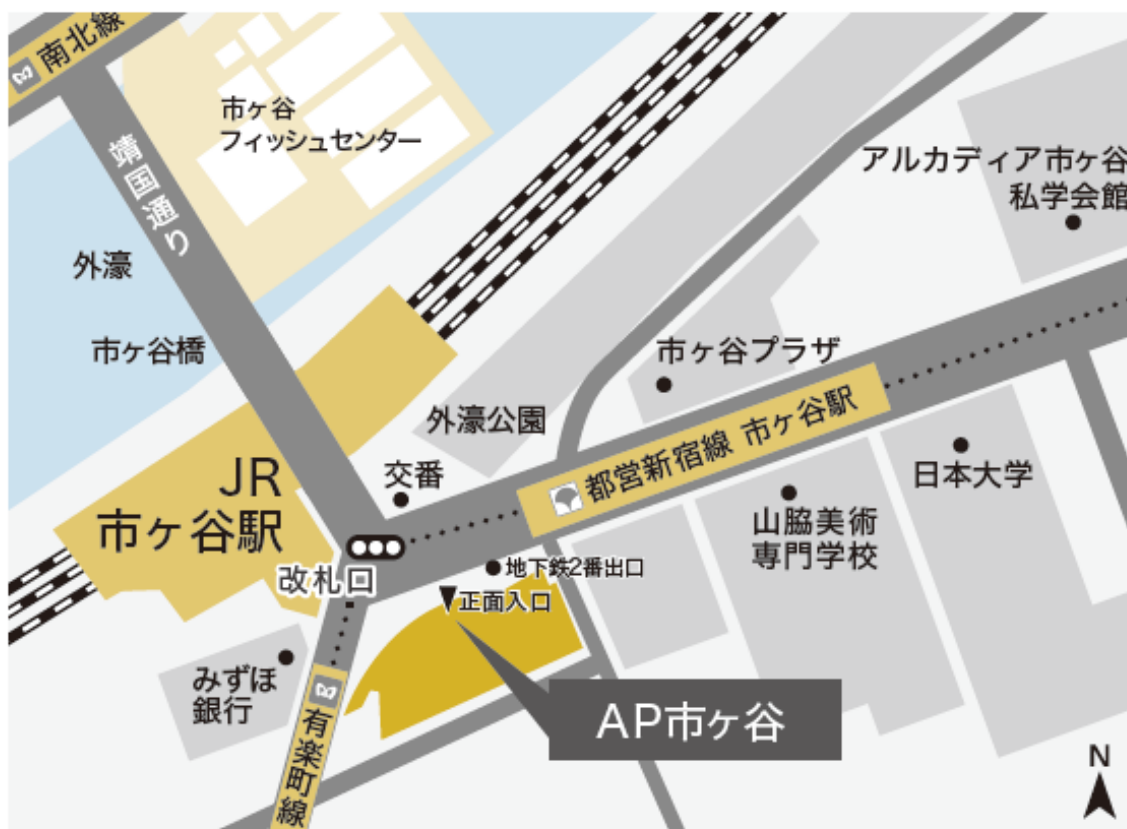 南北線
市ヶ谷
フィッシュセンター
靖国通り
アルカディア市ヶ谷
私学会館
外濠
市ヶ谷橋
市ヶ谷プラザ
外濠公園
都営新宿線 市ヶ谷駅
JR
市ヶ谷駅
交番
日本大学
山脇美術
専門学校
地下鉄2番出口
改札口
正面入口
みずほ
銀行
有楽町線
AP市ヶ谷
N